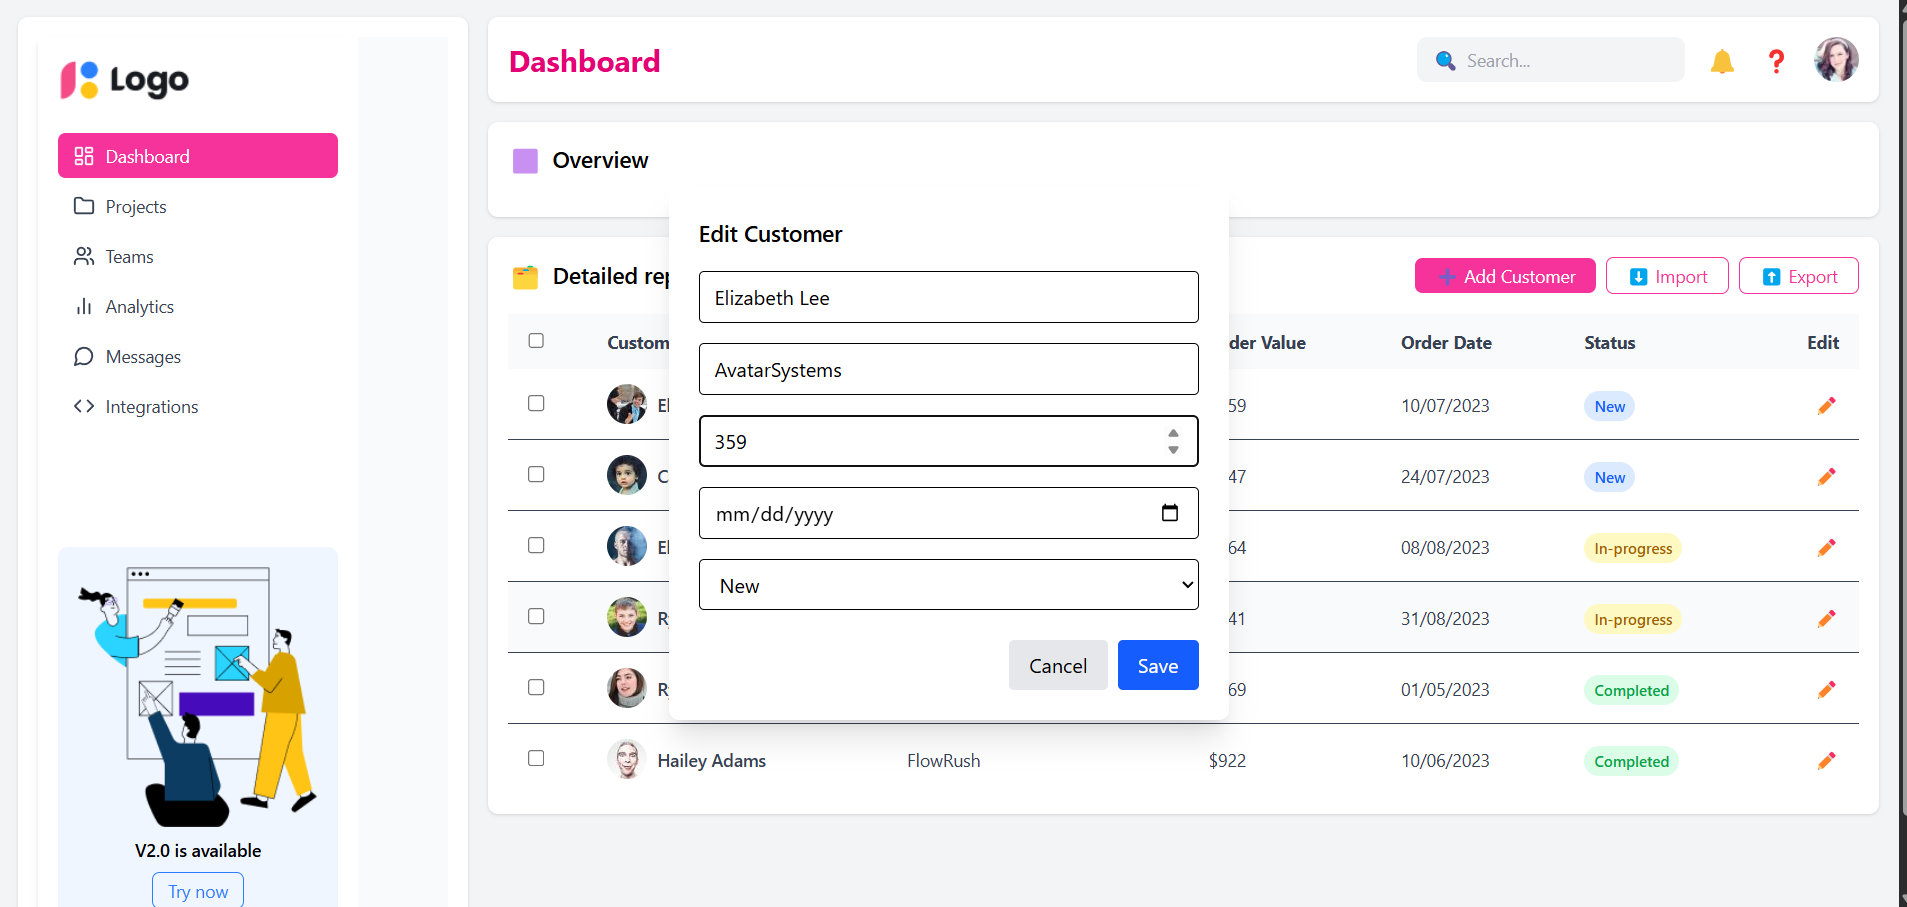 Logo
Dashboard
Projects
Teams
Analytics
Messages
Integrations
V2.0 is available
Try now
Dashboard
Search...
Overview
Detailed rep
Add Customer
Import
Export
Custom
der Value
Order Date
Status
Edit
El
59
10/07/2023
New
C
47
24/07/2023
New
El
64
08/08/2023
In-progress
R
41
31/08/2023
In-progress
R
69
01/05/2023
Completed
Hailey Adams
FlowRush
$922
10/06/2023
Completed
Edit Customer
Elizabeth Lee
AvatarSystems
359
mm/dd/yyyy
New
Cancel
Save